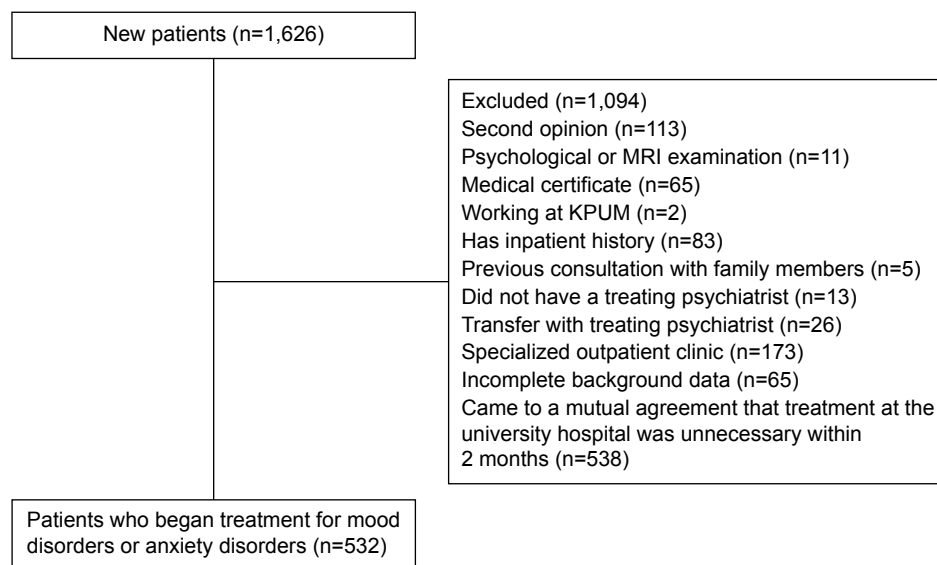 New patients (n=1,626)
Excluded (n=1,094)
Second opinion (n=113)
Psychological or MRI examination (n=11)
Medical certificate (n=65)
Working at KPUM (n=2)
Has inpatient history (n=83)
Previous consultation with family members (n=5)
Did not have a treating psychiatrist (n=13)
Transfer with treating psychiatrist (n=26)
Specialized outpatient clinic (n=173)
Incomplete background data (n=65)
Came to a mutual agreement that treatment at the
university hospital was unnecessary within
2 months (n=538)
Patients who began treatment for mood
disorders or anxiety disorders (n=532)